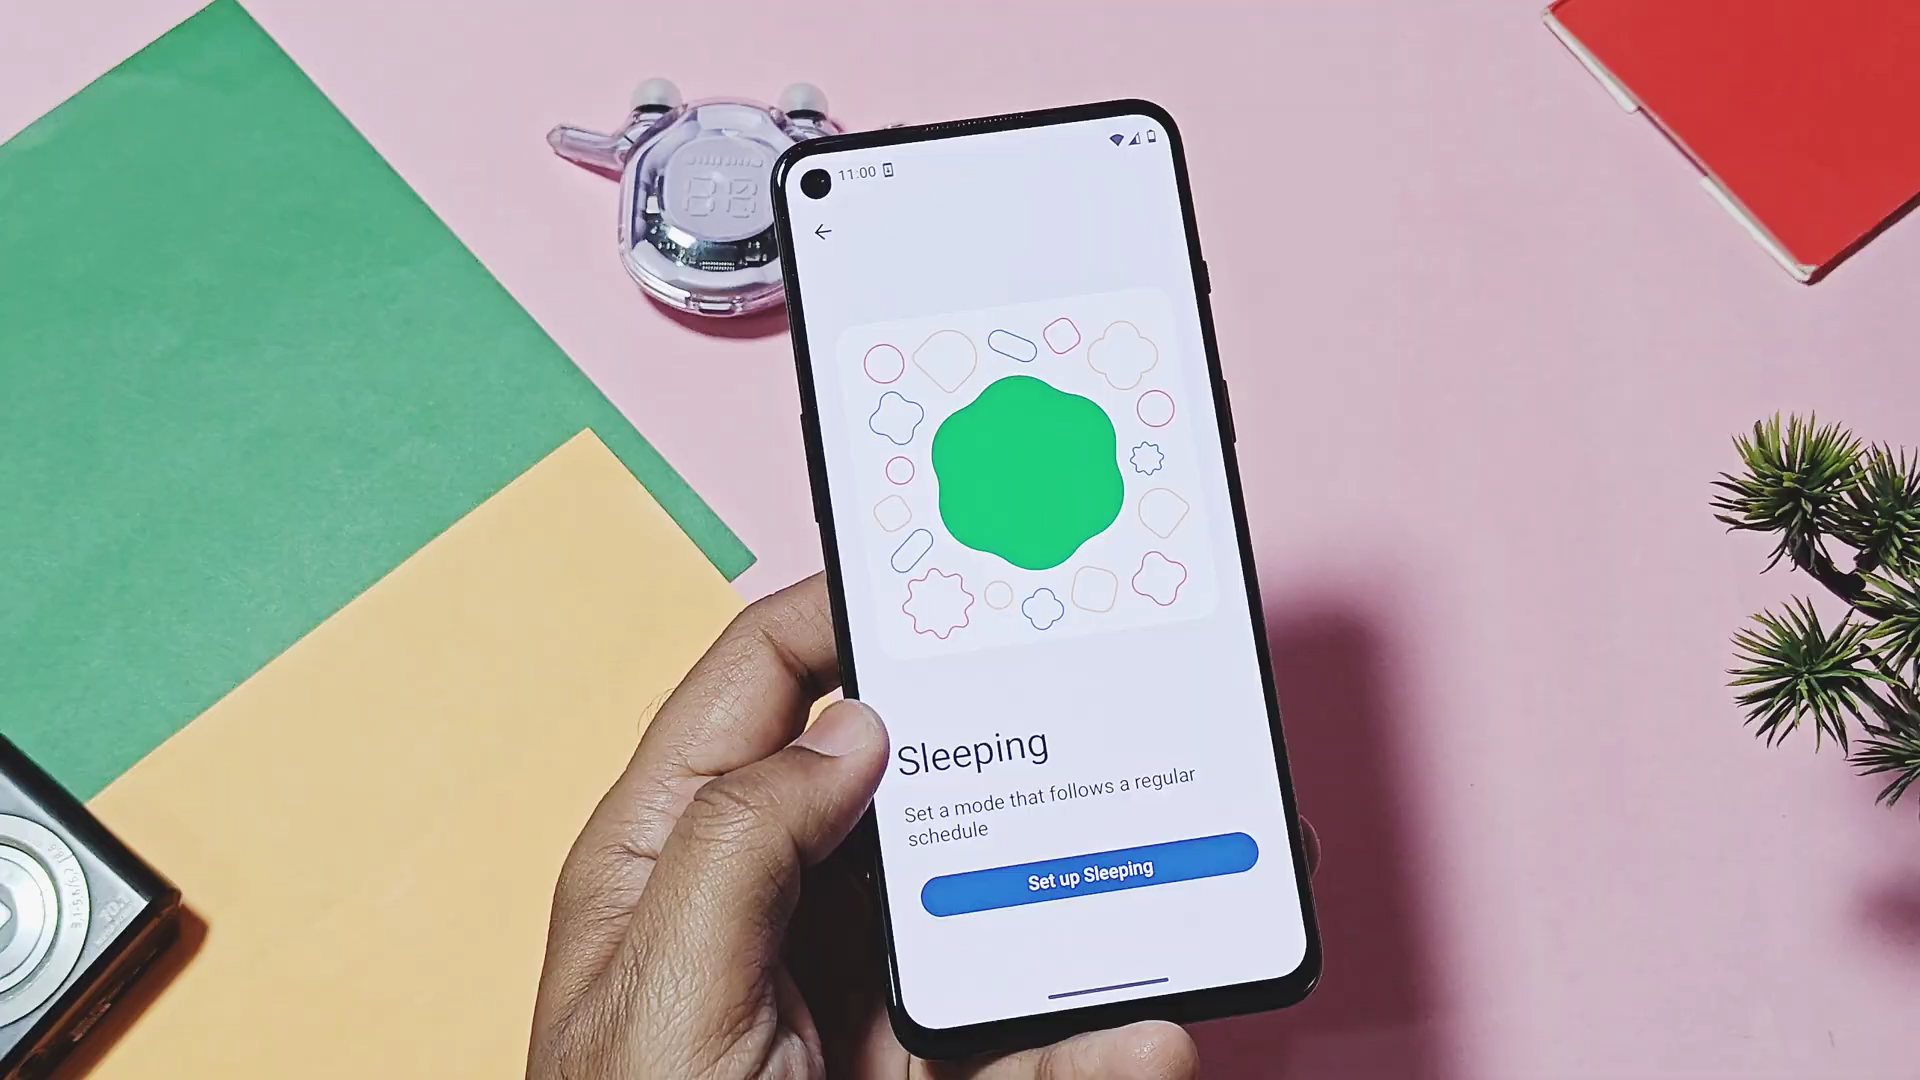 11:00
Sleeping
Set a mode that follows a regular
schedule
Set up Sleeping